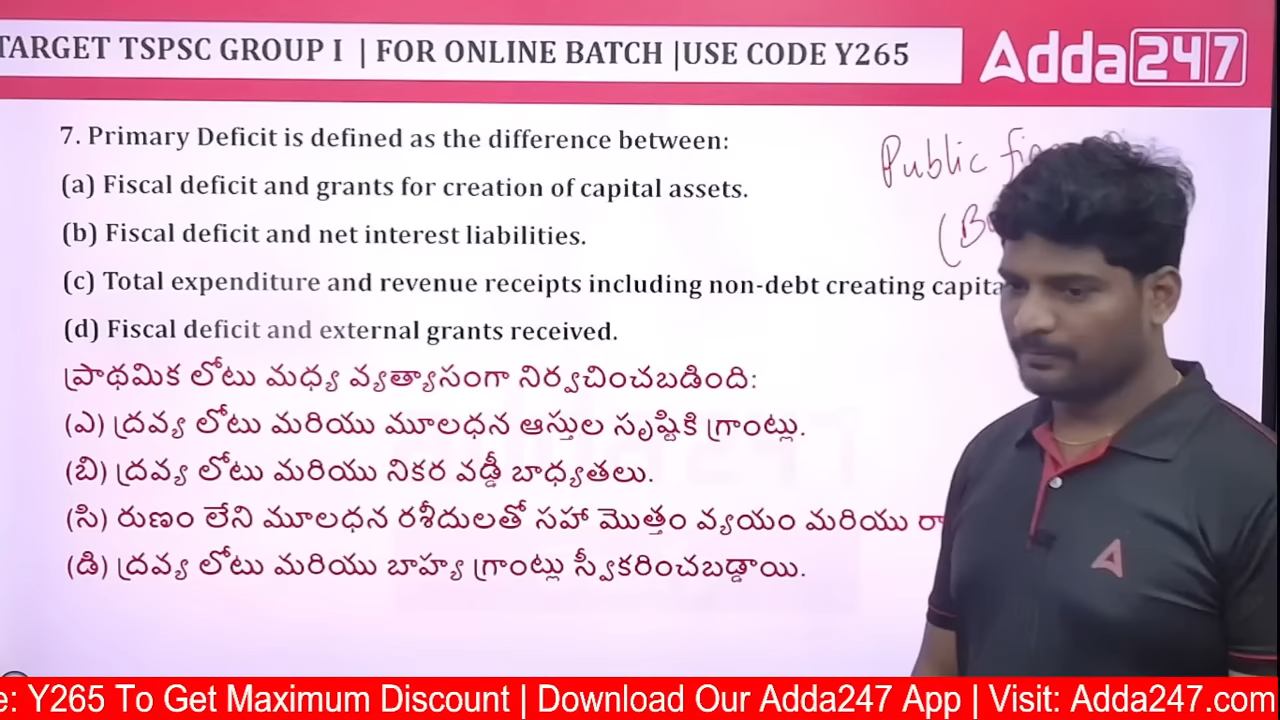 TARGET TSPSC GROUP I | FOR ONLINE BATCH |USE CODE Y265
Adda247
7. Primary Deficit is defined as the difference between:
Public
(a) Fiscal deficit and grants for creation of capital assets.
(b) Fiscal deficit and net interest liabilities.
(c) Total expenditure and revenue receipts including non-debt creating
(d) Fiscal deficit and external grants received.
ప్రాథమిక లోటు మధ్య వ్యత్యాసంగా నిర్వచించబడింది:
(ఎ) ద్రవ్య లోటు మరియు మూలధన ఆస్తుల సృష్టికి గ్రాంట్లు.
(బి) ద్రవ్య లోటు మరియు నికర వడ్డీ బాధ్యతలు.
(సి) రుణం లేని మూలధన రశీదులతో సహా మొత్తం వ్యయం మరియు
(డి) ద్రవ్య లోటు మరియు బాహ్య గ్రాంట్లు స్వీకరించబడ్డాయి.
e: Y265 To Get Maximum Discount | Download Our Adda247 App | Visit: Adda247.com